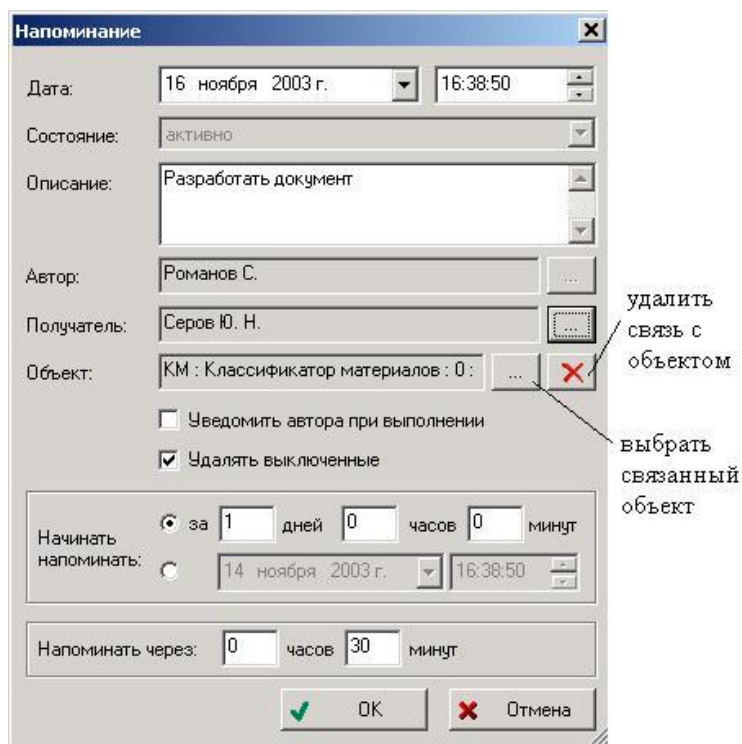 Напоминание
Дата: 16 ноября 2003 г. 16:38:50
Состояние: активно
Описание: Разработать документ
Автор: Романов С. ...
Получатель: Серов Ю. Н. ...
Объект: КМ : Классификатор материалов : 0 : ...
удалить
связь с
объектом
Уведомить автора при выполнении
Удалять выключенные
выбрать
связанный
объект
Начинать
напоминать:
за 1 дней 0 часов 0 минут
14 ноября 2003 г. 16:38:50
Напоминать через: 0 часов 30 минут
OK Отмена